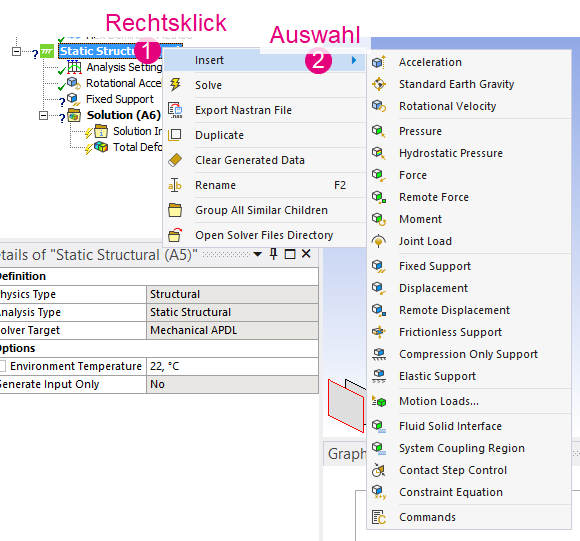 Rechtsklick
Auswahl
Static Struct
1
Insert
2
Analysis Setting
Rotational Acce
Fixed Support
Solution (A6)
Solution In
Total Defo
Solve
Export Nastran File
Duplicate
Clear Generated Data
Rename F2
Group All Similar Children
Open Solver Files Directory
Acceleration
Standard Earth Gravity
Rotational Velocity
Pressure
Hydrostatic Pressure
Force
Remote Force
Moment
Joint Load
Fixed Support
Displacement
Remote Displacement
Frictionless Support
Compression Only Support
Elastic Support
Motion Loads...
Fluid Solid Interface
System Coupling Region
Contact Step Control
Constraint Equation
Commands
etails of "Static Structural (A5)"
Definition
hysics Type Structural
nalysis Type Static Structural
olver Target Mechanical APDL
Options
Environment Temperature 22, °C
enerate Input Only No
Graph